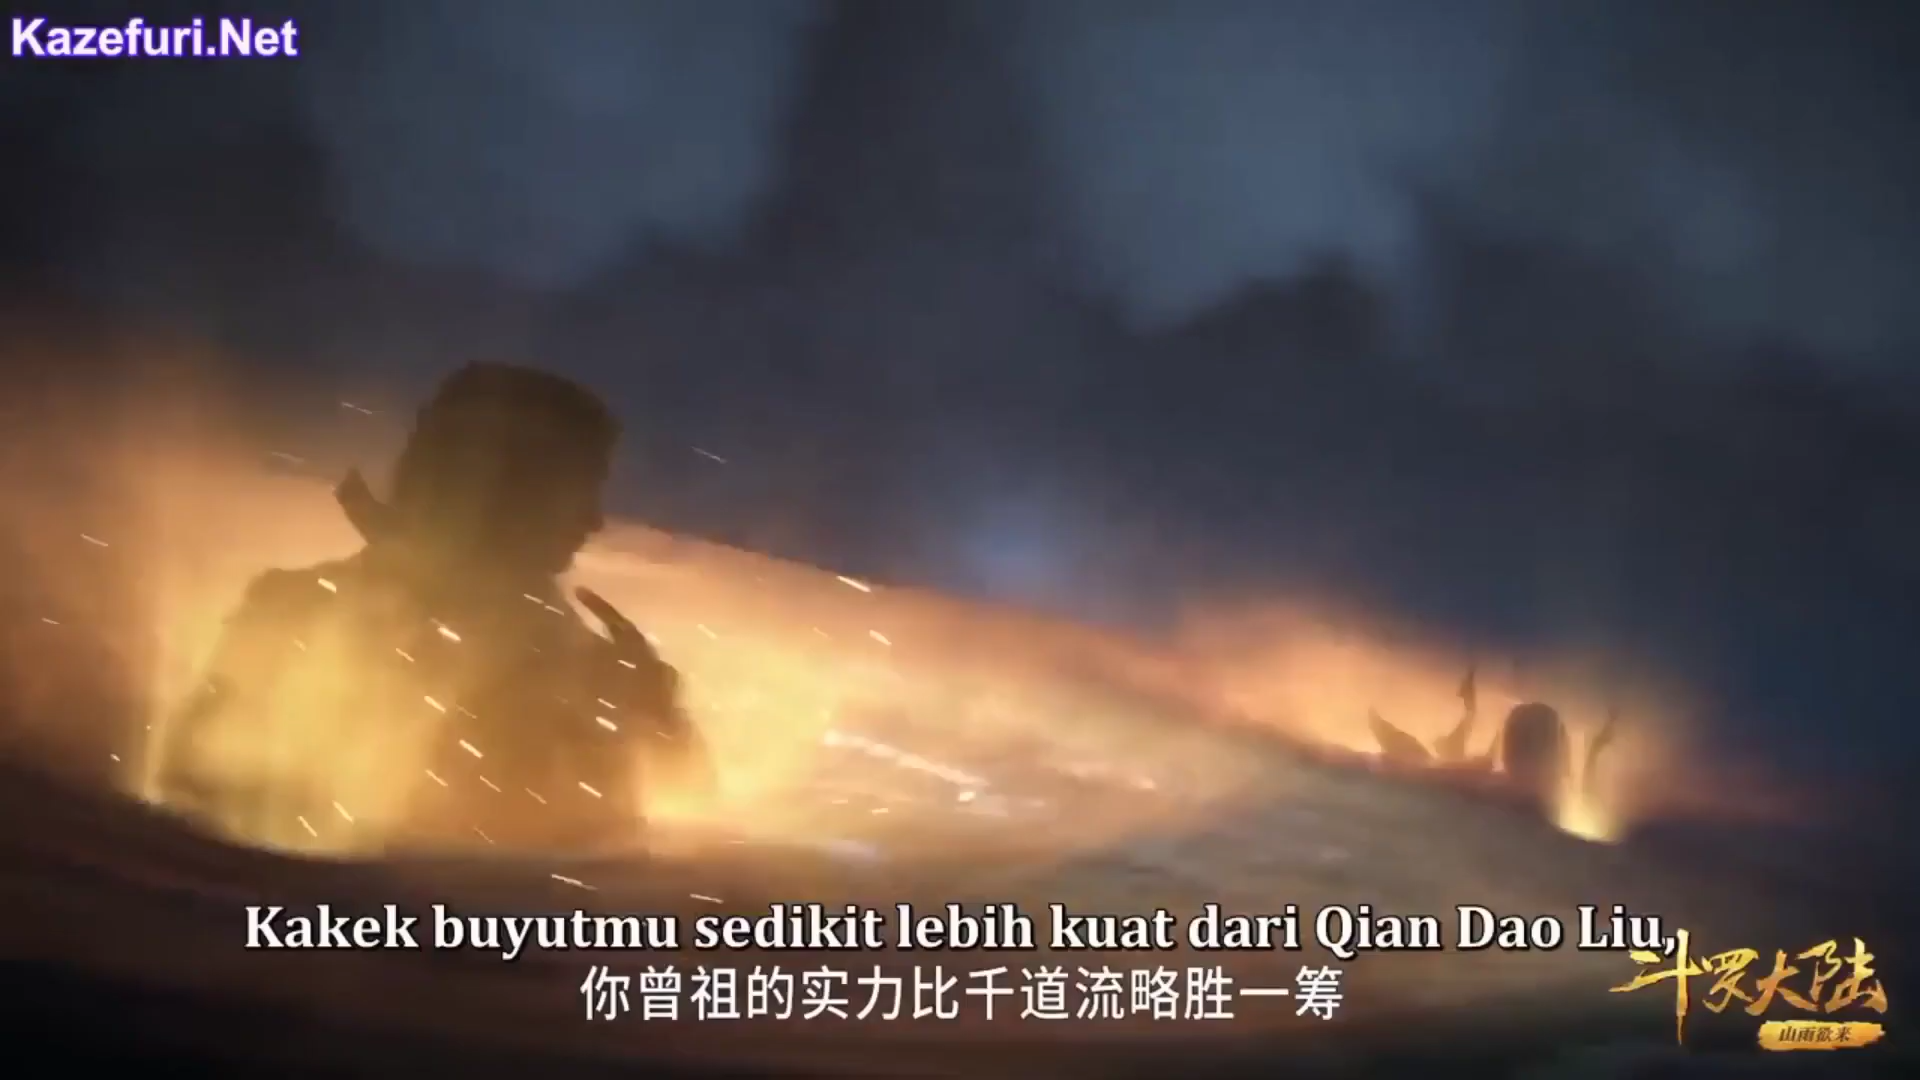 Kazefuri.Net
Kakek buyutmu sedikit lebih kuat dari Qian Dao Liu,
你曾祖的实力比千道流略胜一筹
斗罗大陆
山雨欲来